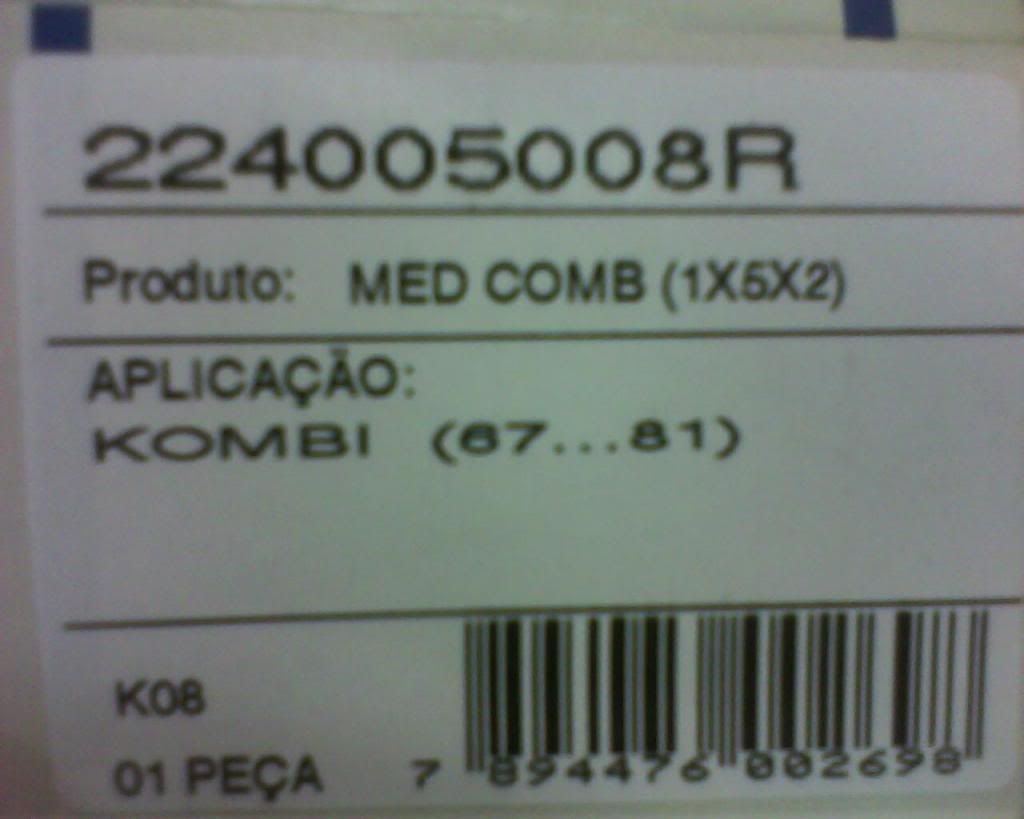 224005008R
Produto: MED COMB (1X5X2)
APLICAÇÃO:
KOMBI (67...81)
K08
01 PEÇA
7 894476 002698